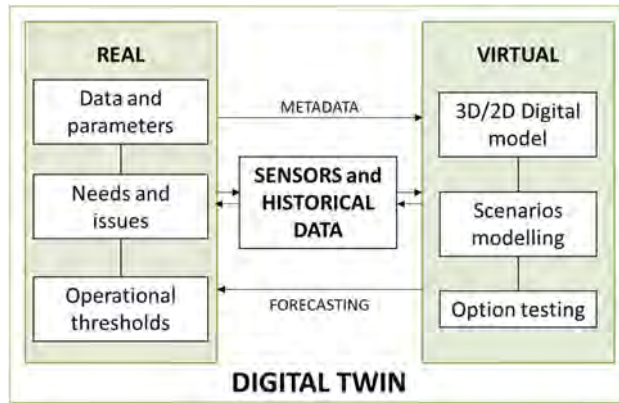 REAL
Data and
parameters
Needs and
issues
Operational
thresholds
METADATA
SENSORS and
HISTORICAL
DATA
FORECASTING
VIRTUAL
3D/2D Digital
model
Scenarios
modelling
Option testing
DIGITAL TWIN